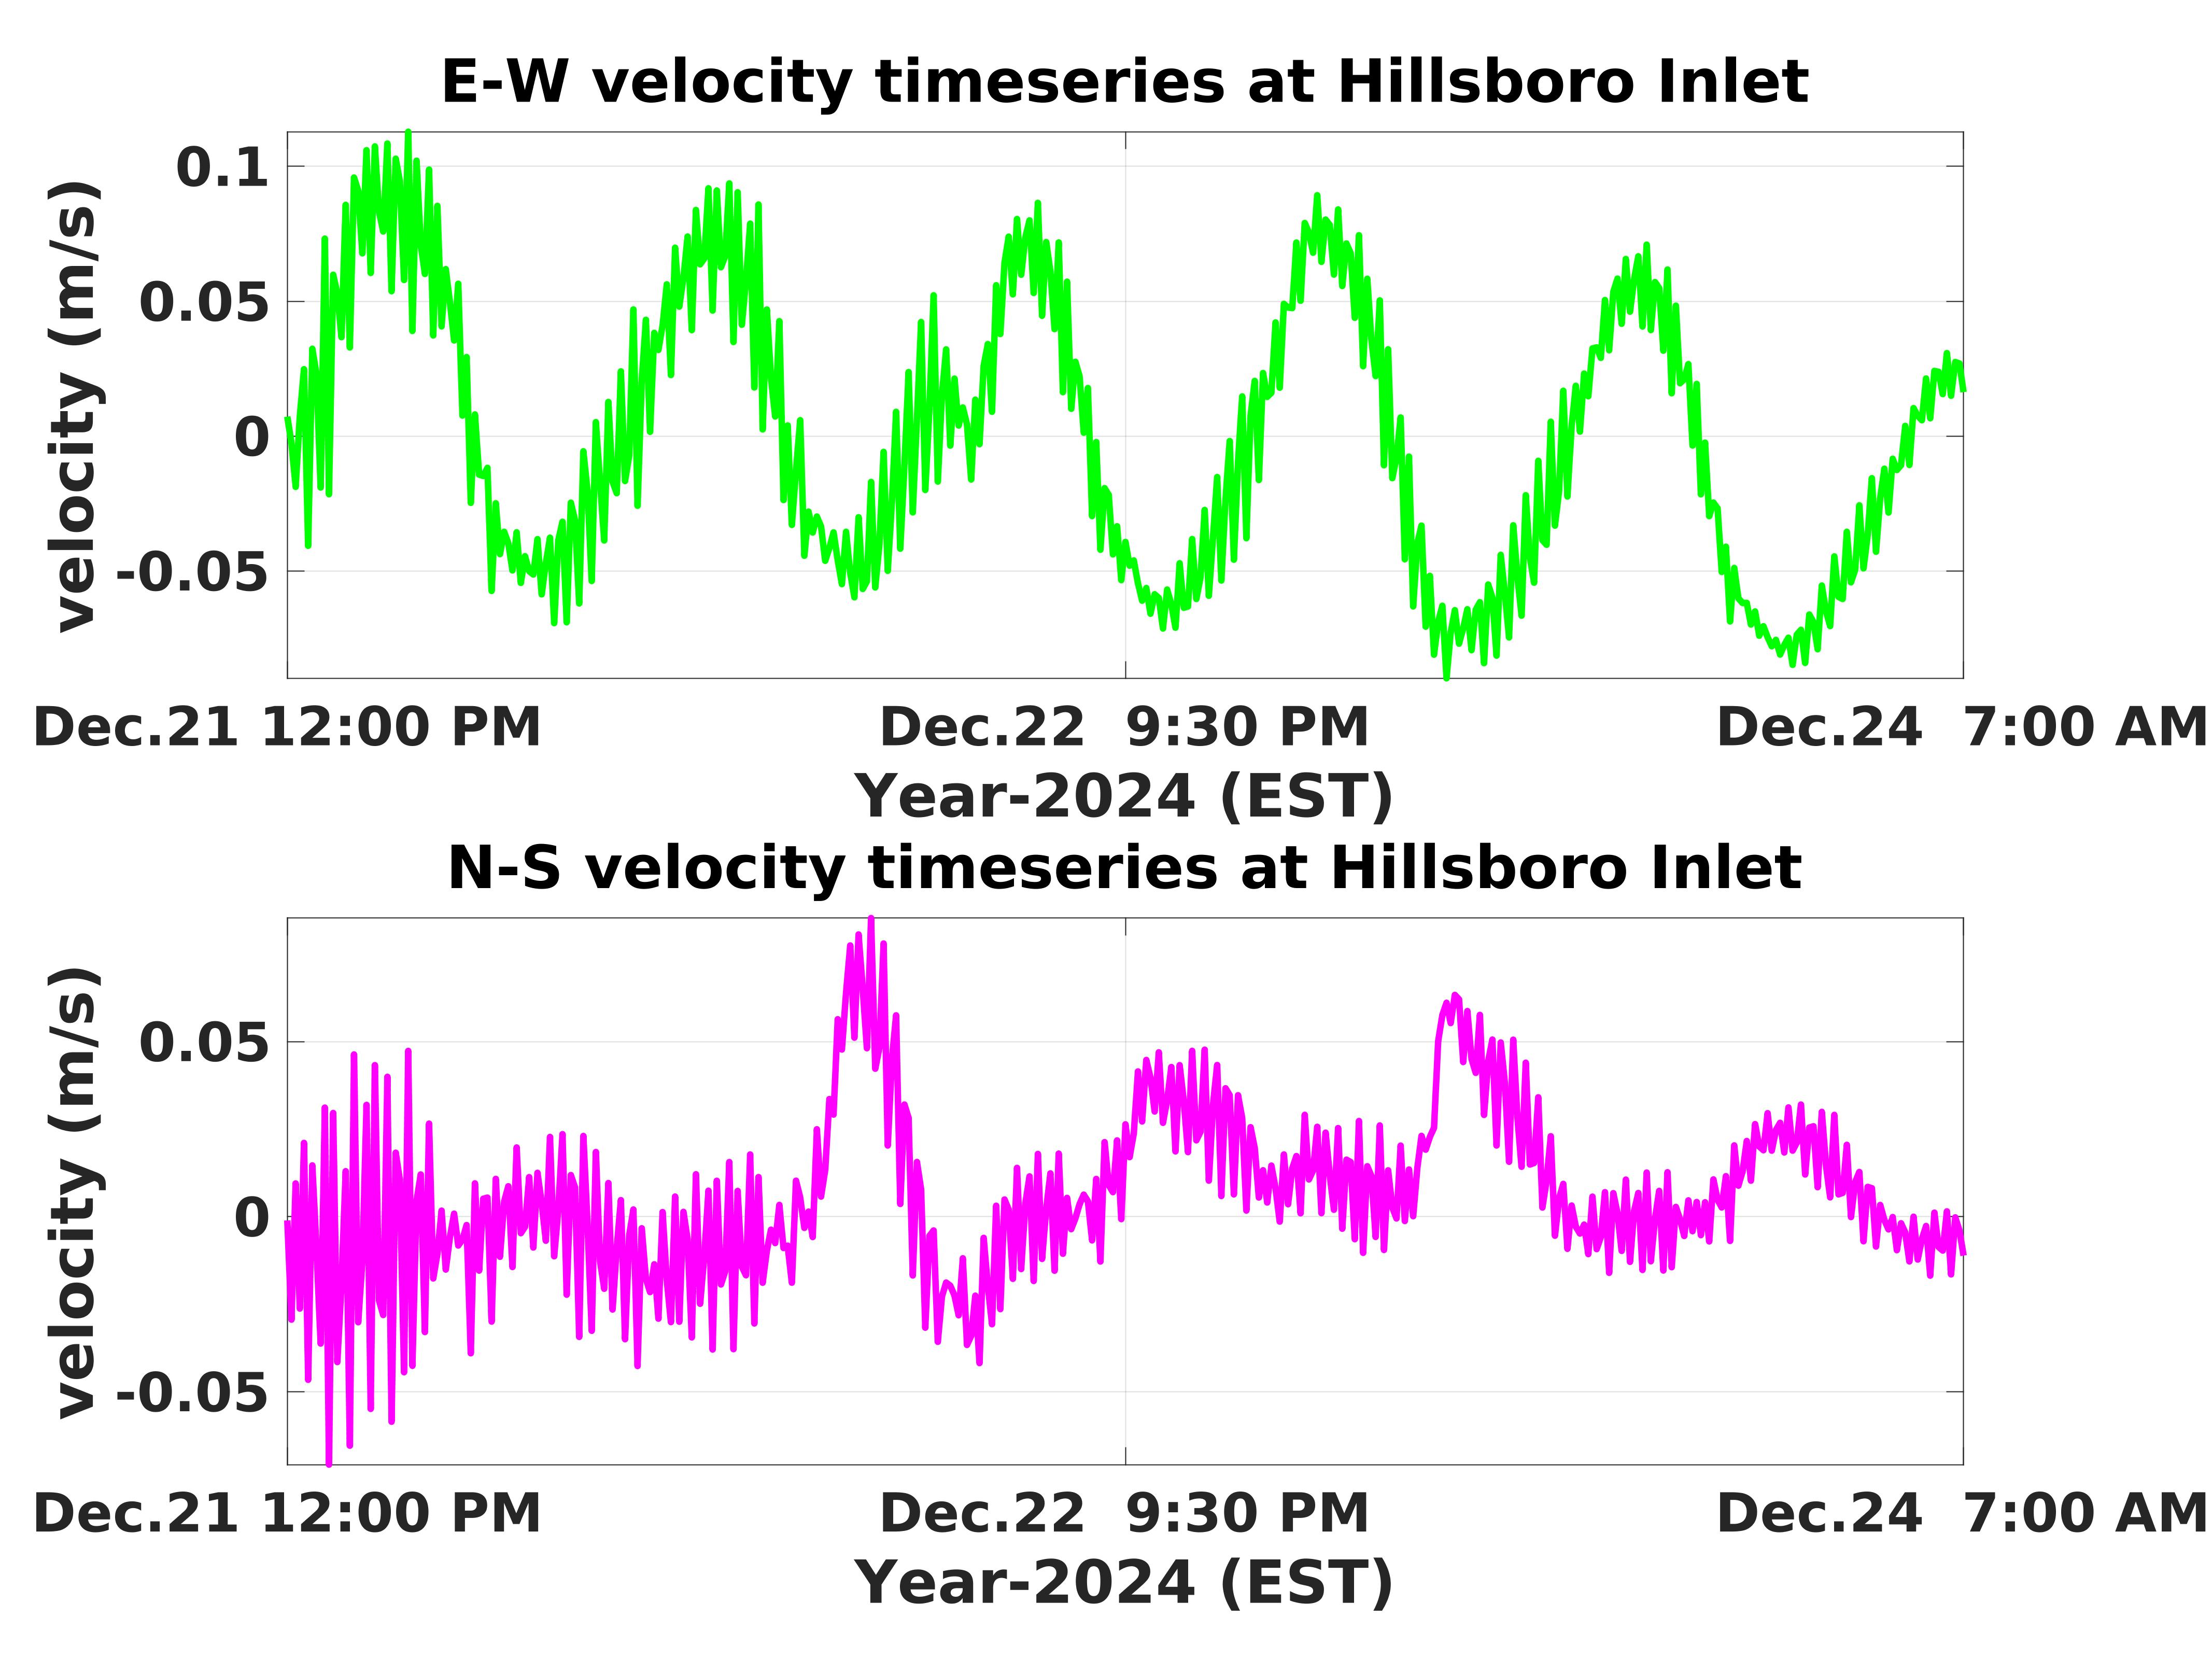 E-W velocity timeseries at Hillsboro Inlet
velocity (m/s)
0.1
0.05
0
-0.05
Dec.21 12:00 PM
Dec.22  9:30 PM
Dec.24  7:00 AM
Year-2024 (EST)
N-S velocity timeseries at Hillsboro Inlet
velocity (m/s)
0.05
0
-0.05
Dec.21 12:00 PM
Dec.22  9:30 PM
Dec.24  7:00 AM
Year-2024 (EST)